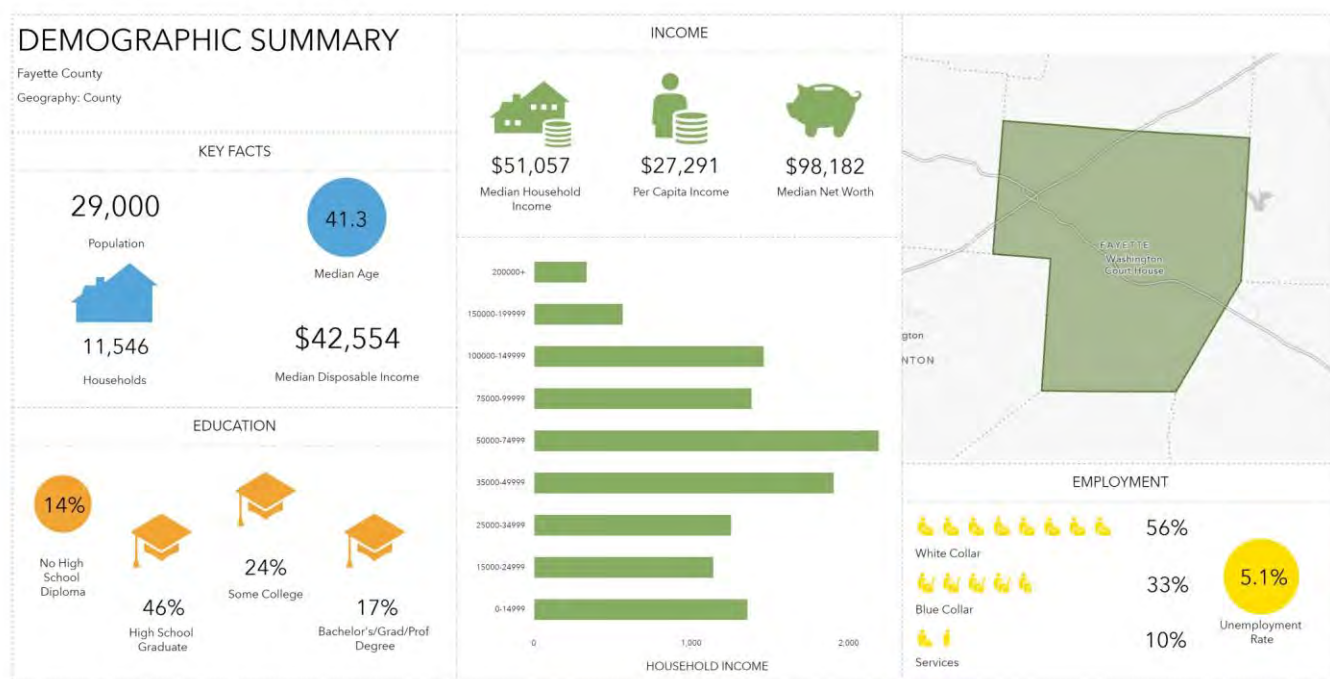 DEMOGRAPHIC SUMMARY
Fayette County
Geography: County
KEY FACTS
29,000
Population
41.3
Median Age
11,546
Households
$42,554
Median Disposable Income
EDUCATION
14%
No High
School
Diploma
46%
High School
Graduate
24%
Some College
17%
Bachelor's/Grad/Prof
Degree
INCOME
$51,057
Median Household
Income
$27,291
Per Capita Income
$98,182
Median Net Worth
200000+
150000-199999
100000-149999
75000-99999
50000-74999
35000-49999
25000-34999
15000-24999
0-14999
0
1,000
2,000
HOUSEHOLD INCOME
FAYETTE
Washington
Court House
gton
NTON
EMPLOYMENT
56%
White Collar
33%
Blue Collar
10%
Services
5.1%
Unemployment
Rate